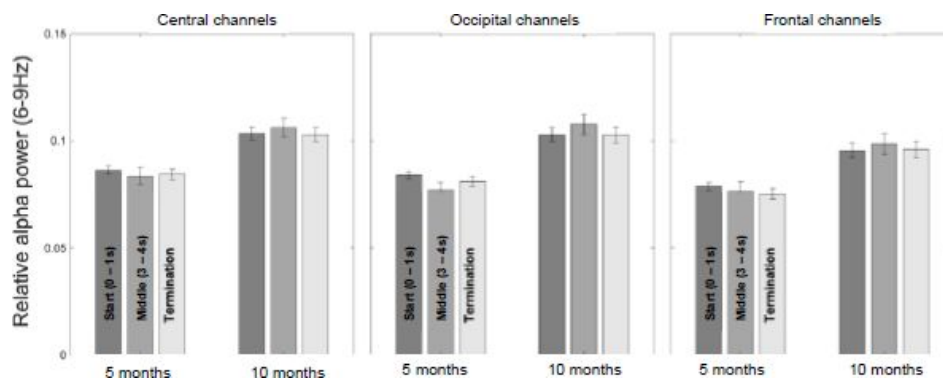 Central channels
Occipital channels
Frontal channels
Relative alpha power (6-9Hz)
0.15
0.1
0.05
0
Start (0 – 1s)
Middle (3 – 4s)
Termination
Start (0 – 1s)
Middle (3 – 4s)
Termination
Start (0 – 1s)
Middle (3 – 4s)
Termination
5 months
10 months
5 months
10 months
5 months
10 months